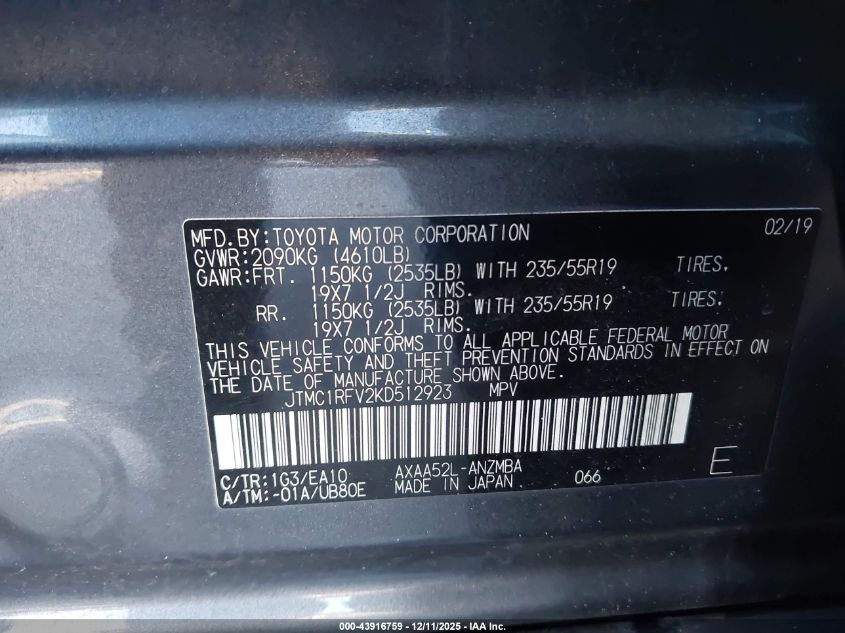 MFD.BY:TOYOTA MOTOR CORPORATION 02/19
GVWR:2090KG (4610LB)
GAWR:FRT. 1150KG (2535LB) WITH 235/55R19 TIRES.
19X7 1/2J RIMS.
RR. 1150KG (2535LB) WITH 235/55R19 TIRES.
19X7 1/2J RIMS.
THIS VEHICLE CONFORMS TO ALL APPLICABLE FEDERAL MOTOR
VEHICLE SAFETY AND THEFT PREVENTION STANDARDS IN EFFECT ON
THE DATE OF MANUFACTURE SHOWN ABOVE.
JTMC1RFV2KD512923 MPV
C/TR:1G3/EA10 AXAA52L-ANZMBA E
A/TM:-01A/UB80E MADE IN JAPAN 066
000-43916759 - 12/11/2025 - IAA Inc.